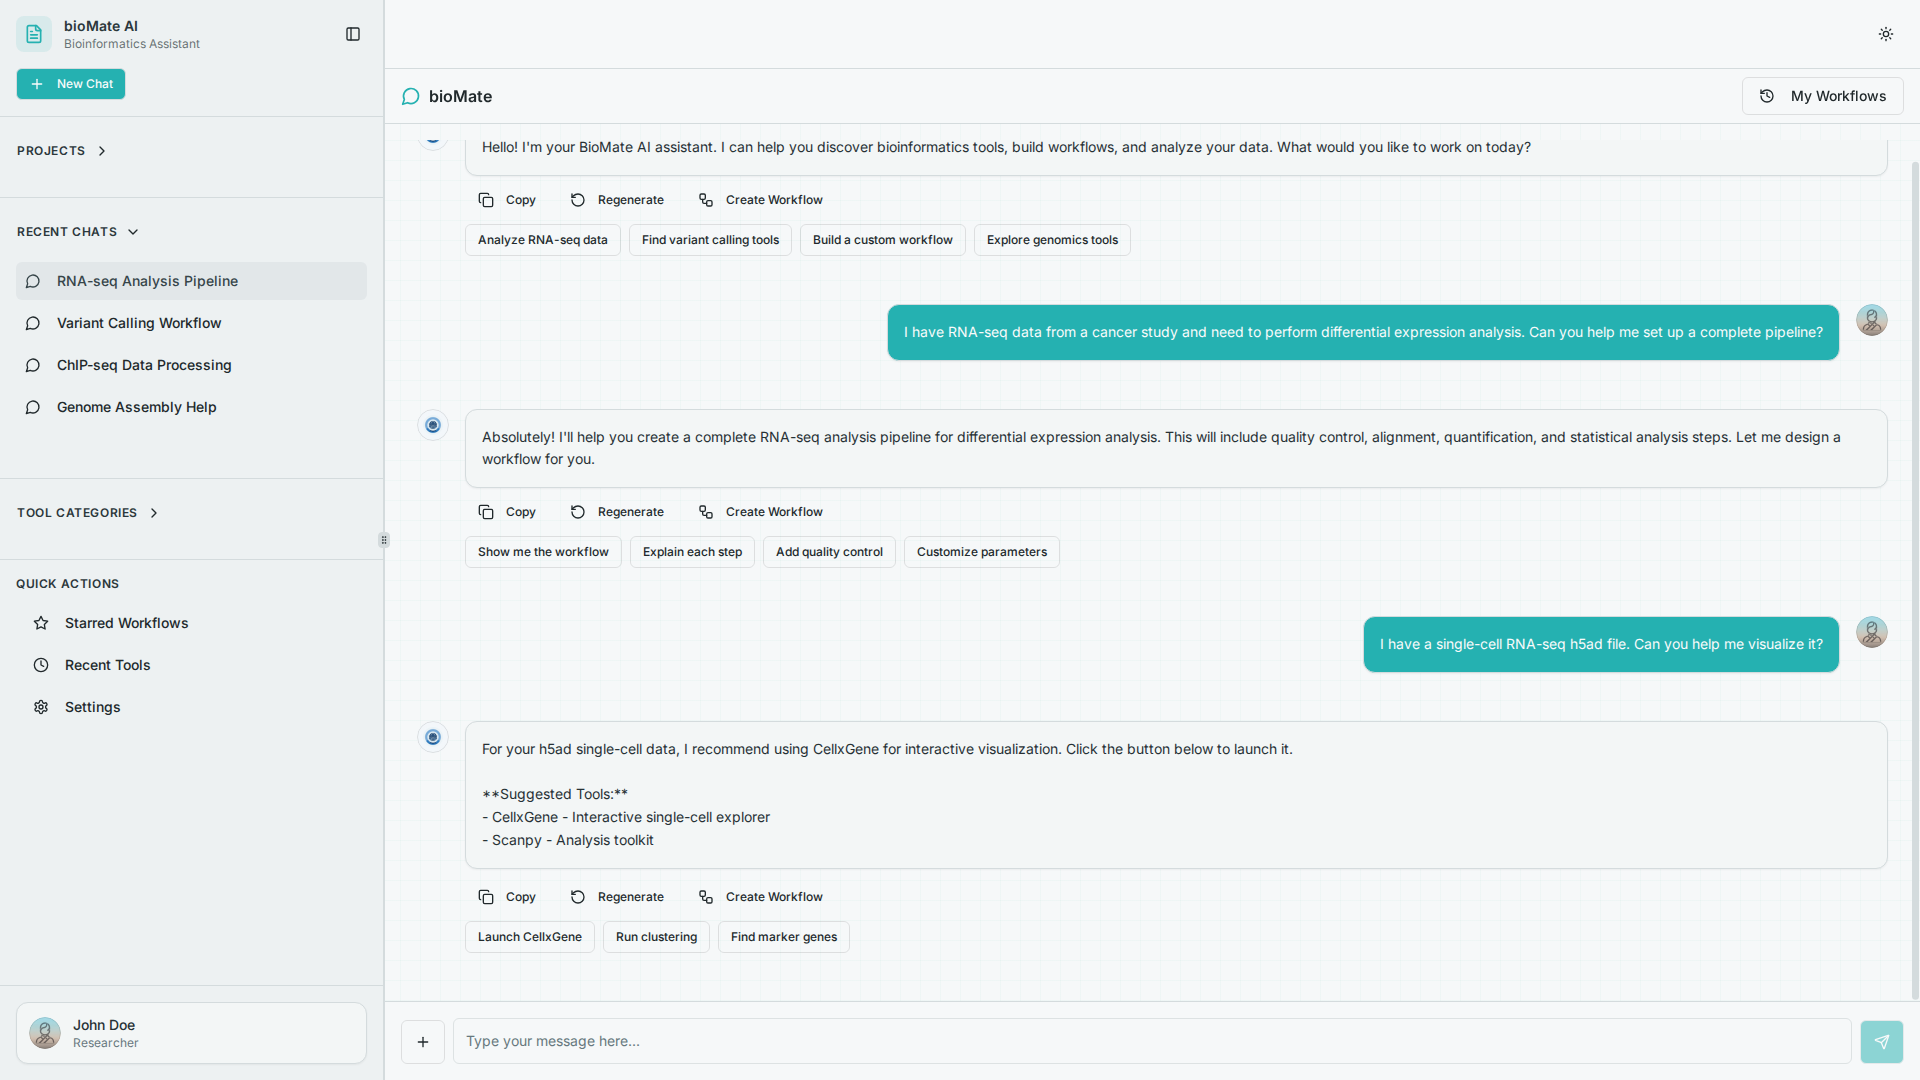 bioMate AI
Bioinformatics Assistant
New Chat
PROJECTS
RECENT CHATS
RNA-seq Analysis Pipeline
Variant Calling Workflow
ChIP-seq Data Processing
Genome Assembly Help
TOOL CATEGORIES
QUICK ACTIONS
Starred Workflows
Recent Tools
Settings
John Doe
Researcher
bioMate
My Workflows
Hello! I'm your BioMate AI assistant. I can help you discover bioinformatics tools, build workflows, and analyze your data. What would you like to work on today?
Copy Regenerate Create Workflow
Analyze RNA-seq data Find variant calling tools Build a custom workflow Explore genomics tools
I have RNA-seq data from a cancer study and need to perform differential expression analysis. Can you help me set up a complete pipeline?
Absolutely! I'll help you create a complete RNA-seq analysis pipeline for differential expression analysis. This will include quality control, alignment, quantification, and statistical analysis steps. Let me design a
workflow for you.
Copy Regenerate Create Workflow
Show me the workflow Explain each step Add quality control Customize parameters
I have a single-cell RNA-seq h5ad file. Can you help me visualize it?
For your h5ad single-cell data, I recommend using CellxGene for interactive visualization. Click the button below to launch it.
**Suggested Tools:**
- CellxGene - Interactive single-cell explorer
- Scanpy - Analysis toolkit
Copy Regenerate Create Workflow
Launch CellxGene Run clustering Find marker genes
Type your message here...